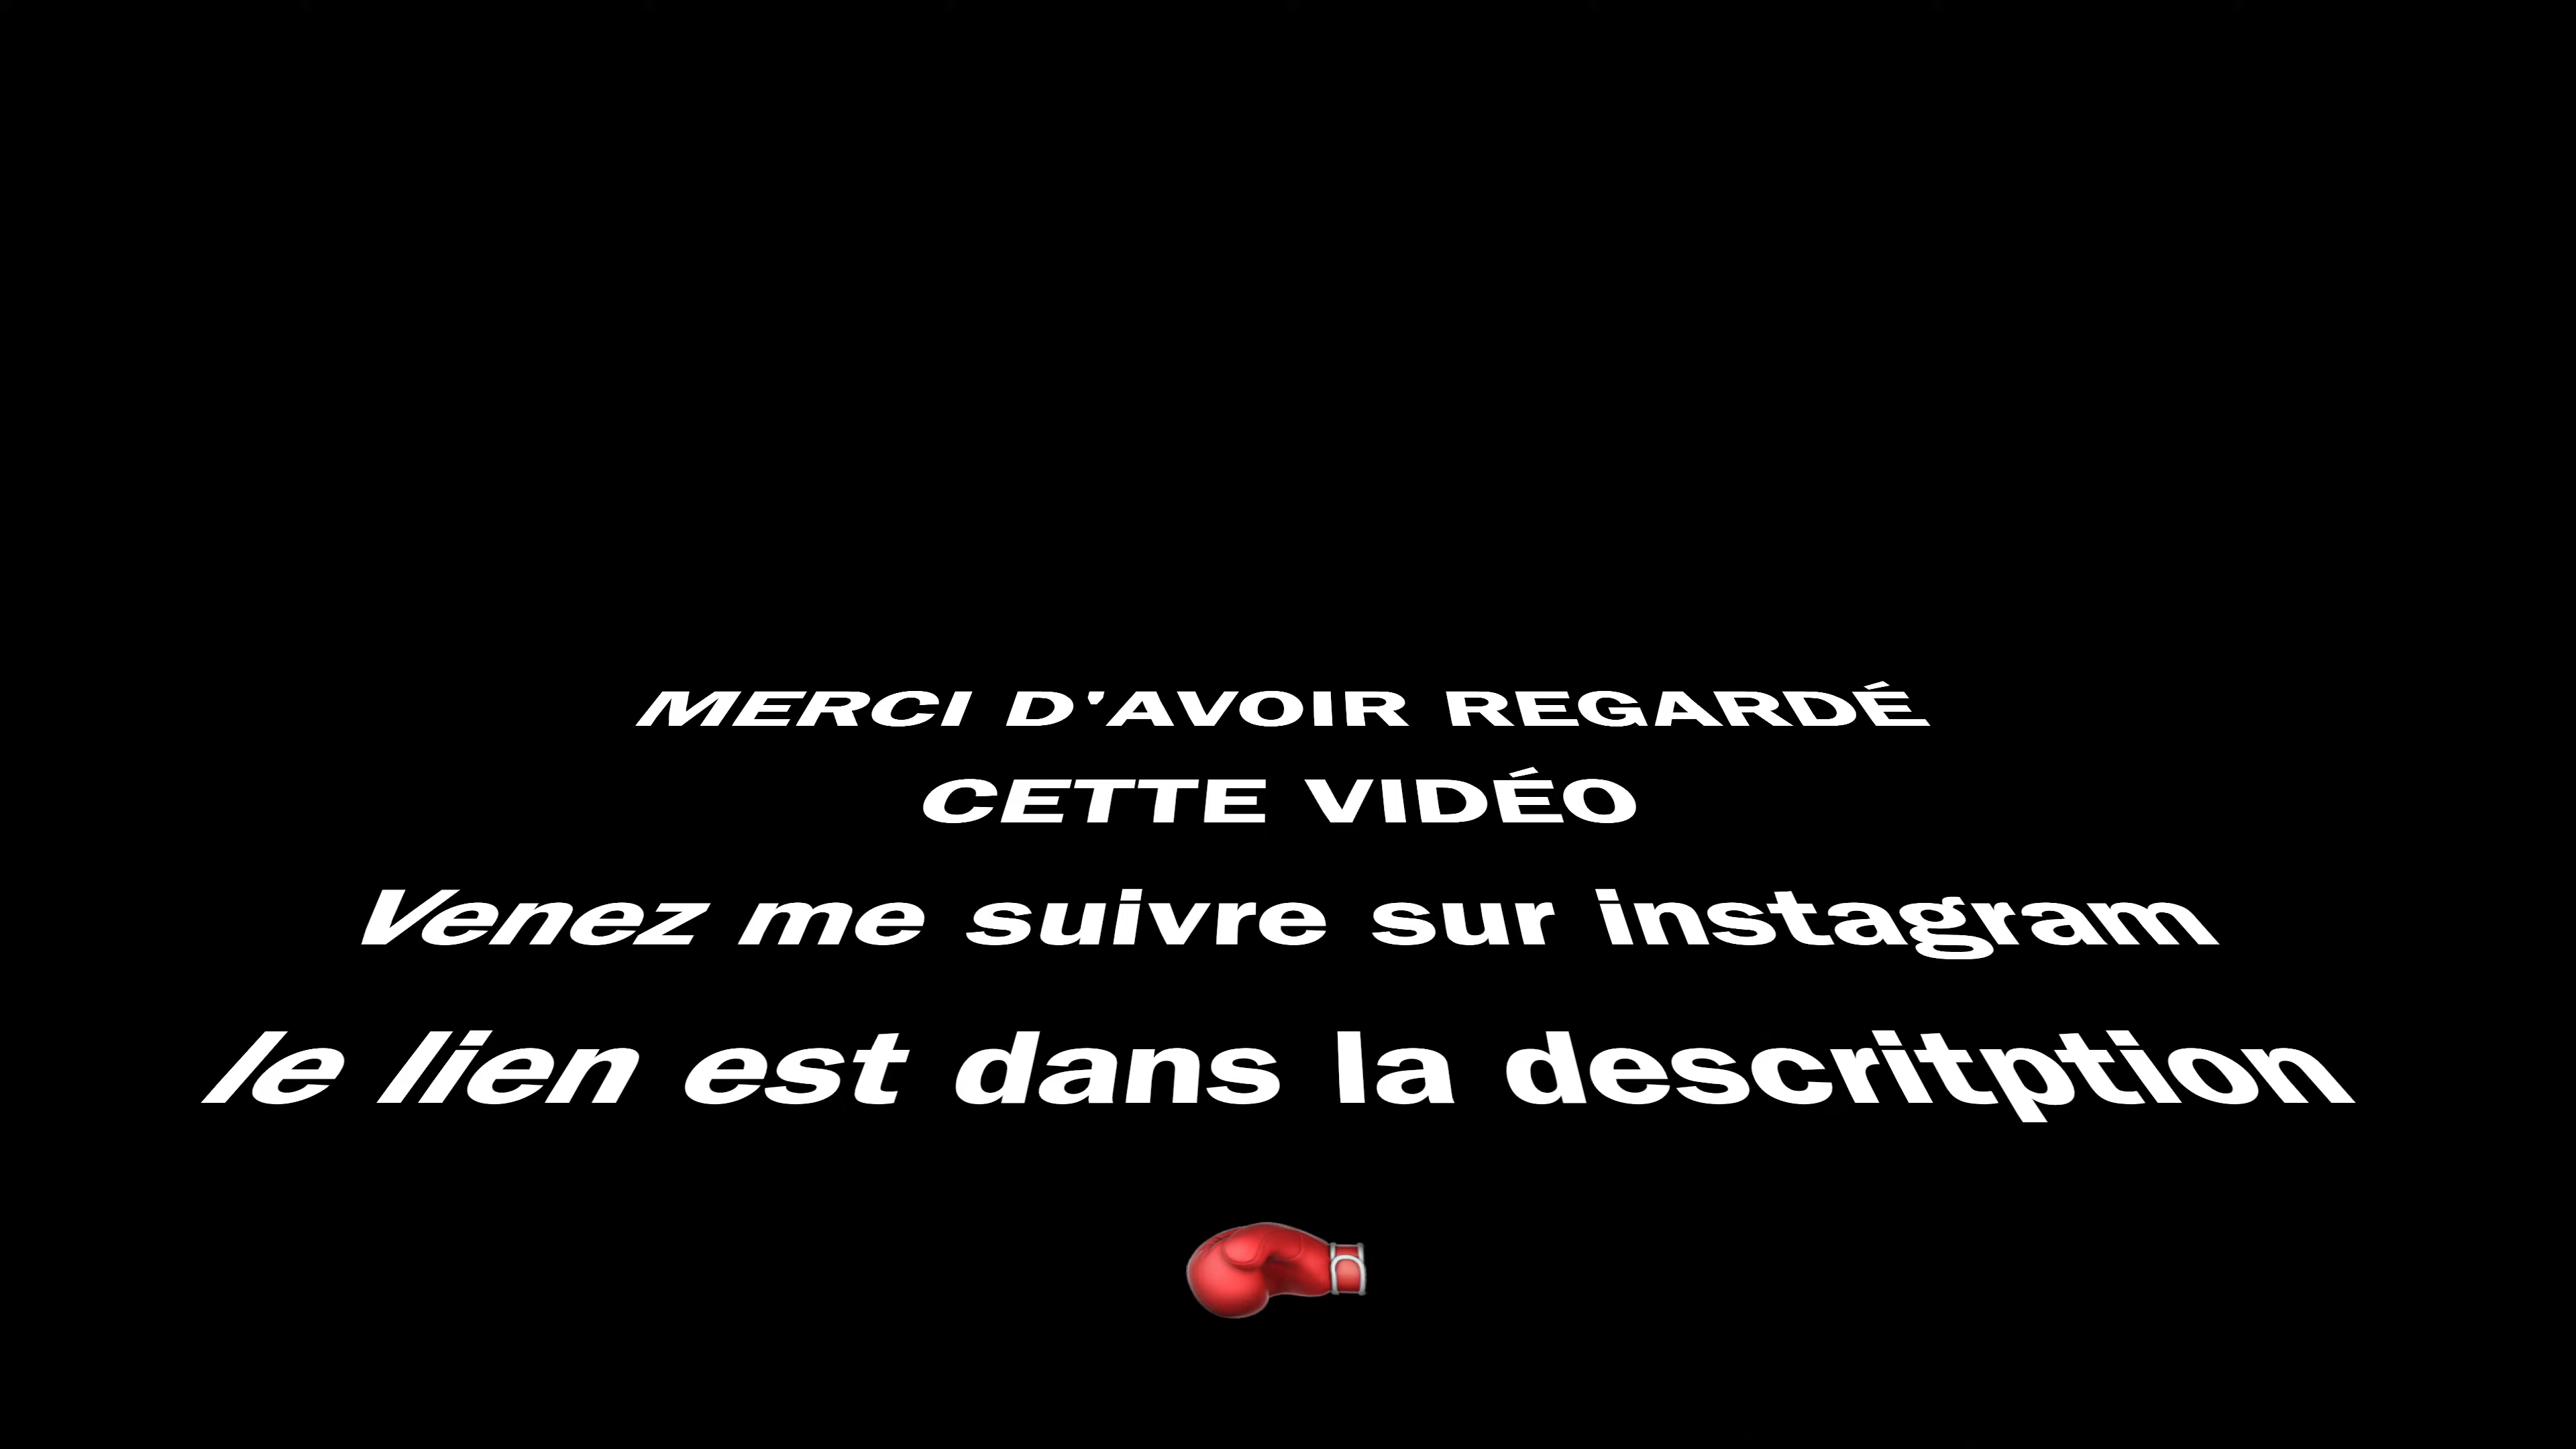 MERCI D'AVOIR REGARDÉ
CETTE VIDÉO
Venez me suivre sur instagram
le lien est dans la descritption